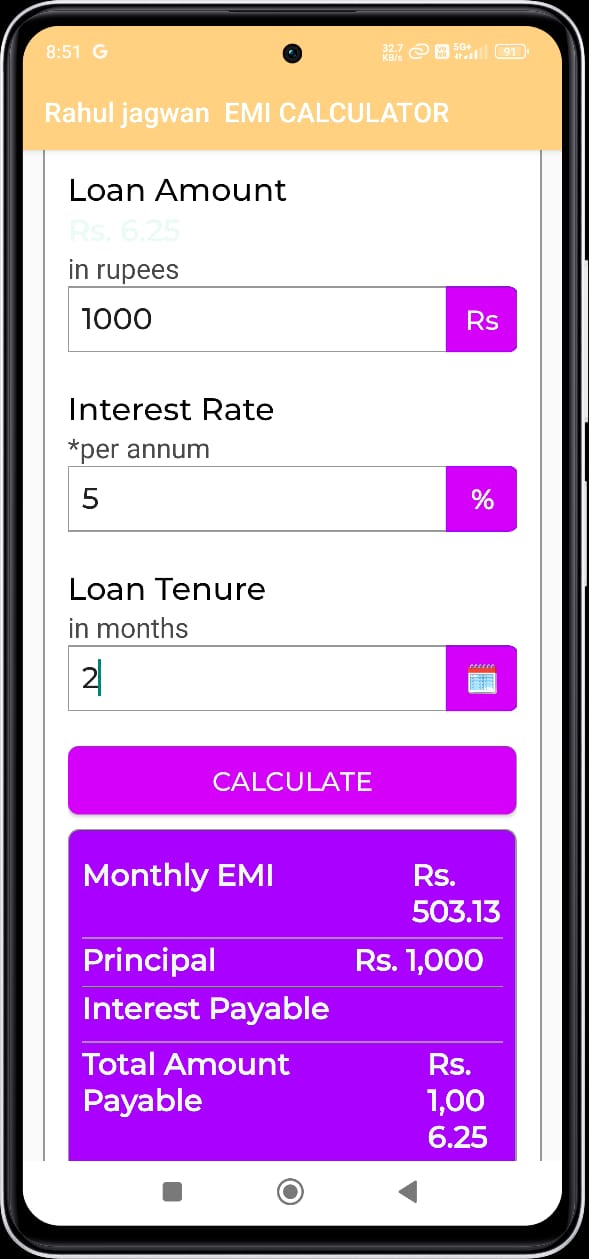 8:51 G 32.7 KB/s 5G+ 91
Rahul jagwan EMI CALCULATOR
Loan Amount
Rs. 6.25
in rupees
1000 Rs
Interest Rate
*per annum
5 %
Loan Tenure
in months
2
CALCULATE
Monthly EMI Rs.
503.13
Principal Rs. 1,000
Interest Payable
Total Amount Rs.
Payable 1,00
6.25